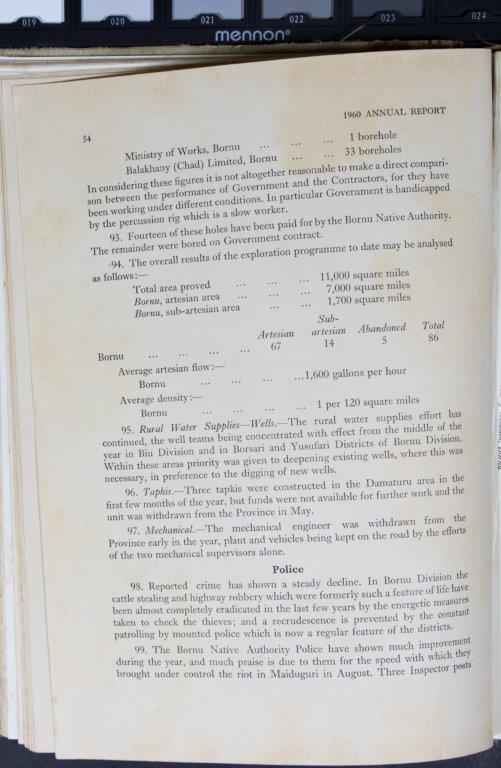 019 020 021 022 023 024
mennon®
1960 ANNUAL REPORT
54
Ministry of Works, Bornu ... ... ... 1 borehole
Balakhany (Chad) Limited, Bornu ... ... 33 boreholes
In considering these figures it is not altogether reasonable to make a direct compari-
son between the performance of Government and the Contractors, for they have
been working under different conditions. In particular Government is handicapped
by the percussion rig which is a slow worker.
93. Fourteen of these holes have been paid for by the Bornu Native Authority.
The remainder were bored on Government contract.
94. The overall results of the exploration programme to date may be analysed
as follows:—
Total area proved ... ... ... 11,000 square miles
Bornu, artesian area ... ... ... 7,000 square miles
Bornu, sub-artesian area ... ... 1,700 square miles
Sub-
Artesian artesian Abandoned Total
Bornu ... ... ... ... 67 14 5 86
Average artesian flow:—
Bornu ... ... ... ...1,600 gallons per hour
Average density:—
Bornu ... ... ... ... 1 per 120 square miles
95. Rural Water Supplies—Wells.—The rural water supplies effort has
continued, the well teams being concentrated with effect from the middle of the
year in Biu Division and in Borsari and Yusufari Districts of Bornu Division.
Within these areas priority was given to deepening existing wells, where this was
necessary, in preference to the digging of new wells.
96. Tapkis.—Three tapkis were constructed in the Damaturu area in the
first few months of the year, but funds were not available for further work and the
unit was withdrawn from the Province in May.
97. Mechanical.—The mechanical engineer was withdrawn from the
Province early in the year, plant and vehicles being kept on the road by the efforts
of the two mechanical supervisors alone.
Police
98. Reported crime has shown a steady decline. In Bornu Division the
cattle stealing and highway robbery which were formerly such a feature of life have
been almost completely eradicated in the last few years by the energetic measures
taken to check the thieves; and a recrudescence is prevented by the constant
patrolling by mounted police which is now a regular feature of the districts.
99. The Bornu Native Authority Police have shown much improvement
during the year, and much praise is due to them for the speed with which they
brought under control the riot in Maiduguri in August. Three Inspector posts